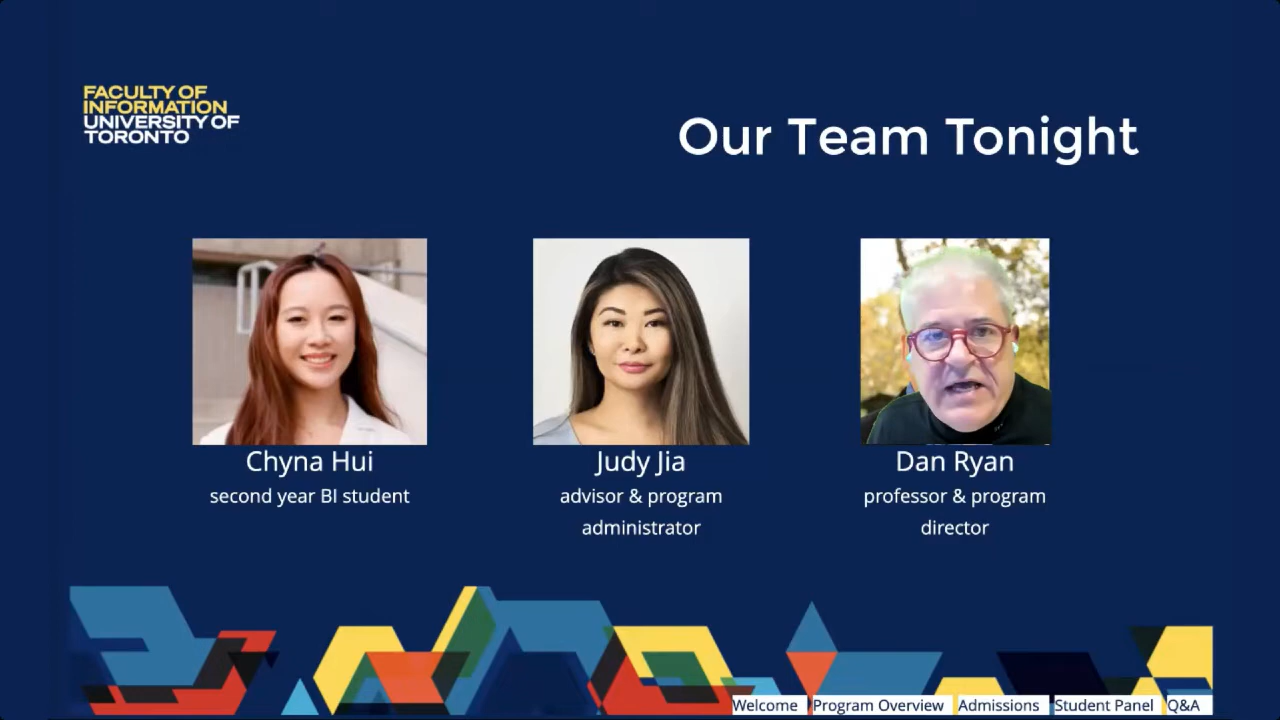 FACULTY OF
INFORMATION
UNIVERSITY OF
TORONTO
Our Team Tonight
Chyna Hui
second year BI student
Judy Jia
advisor & program
administrator
Dan Ryan
professor & program
director
Welcome Program Overview Admissions Student Panel Q&A